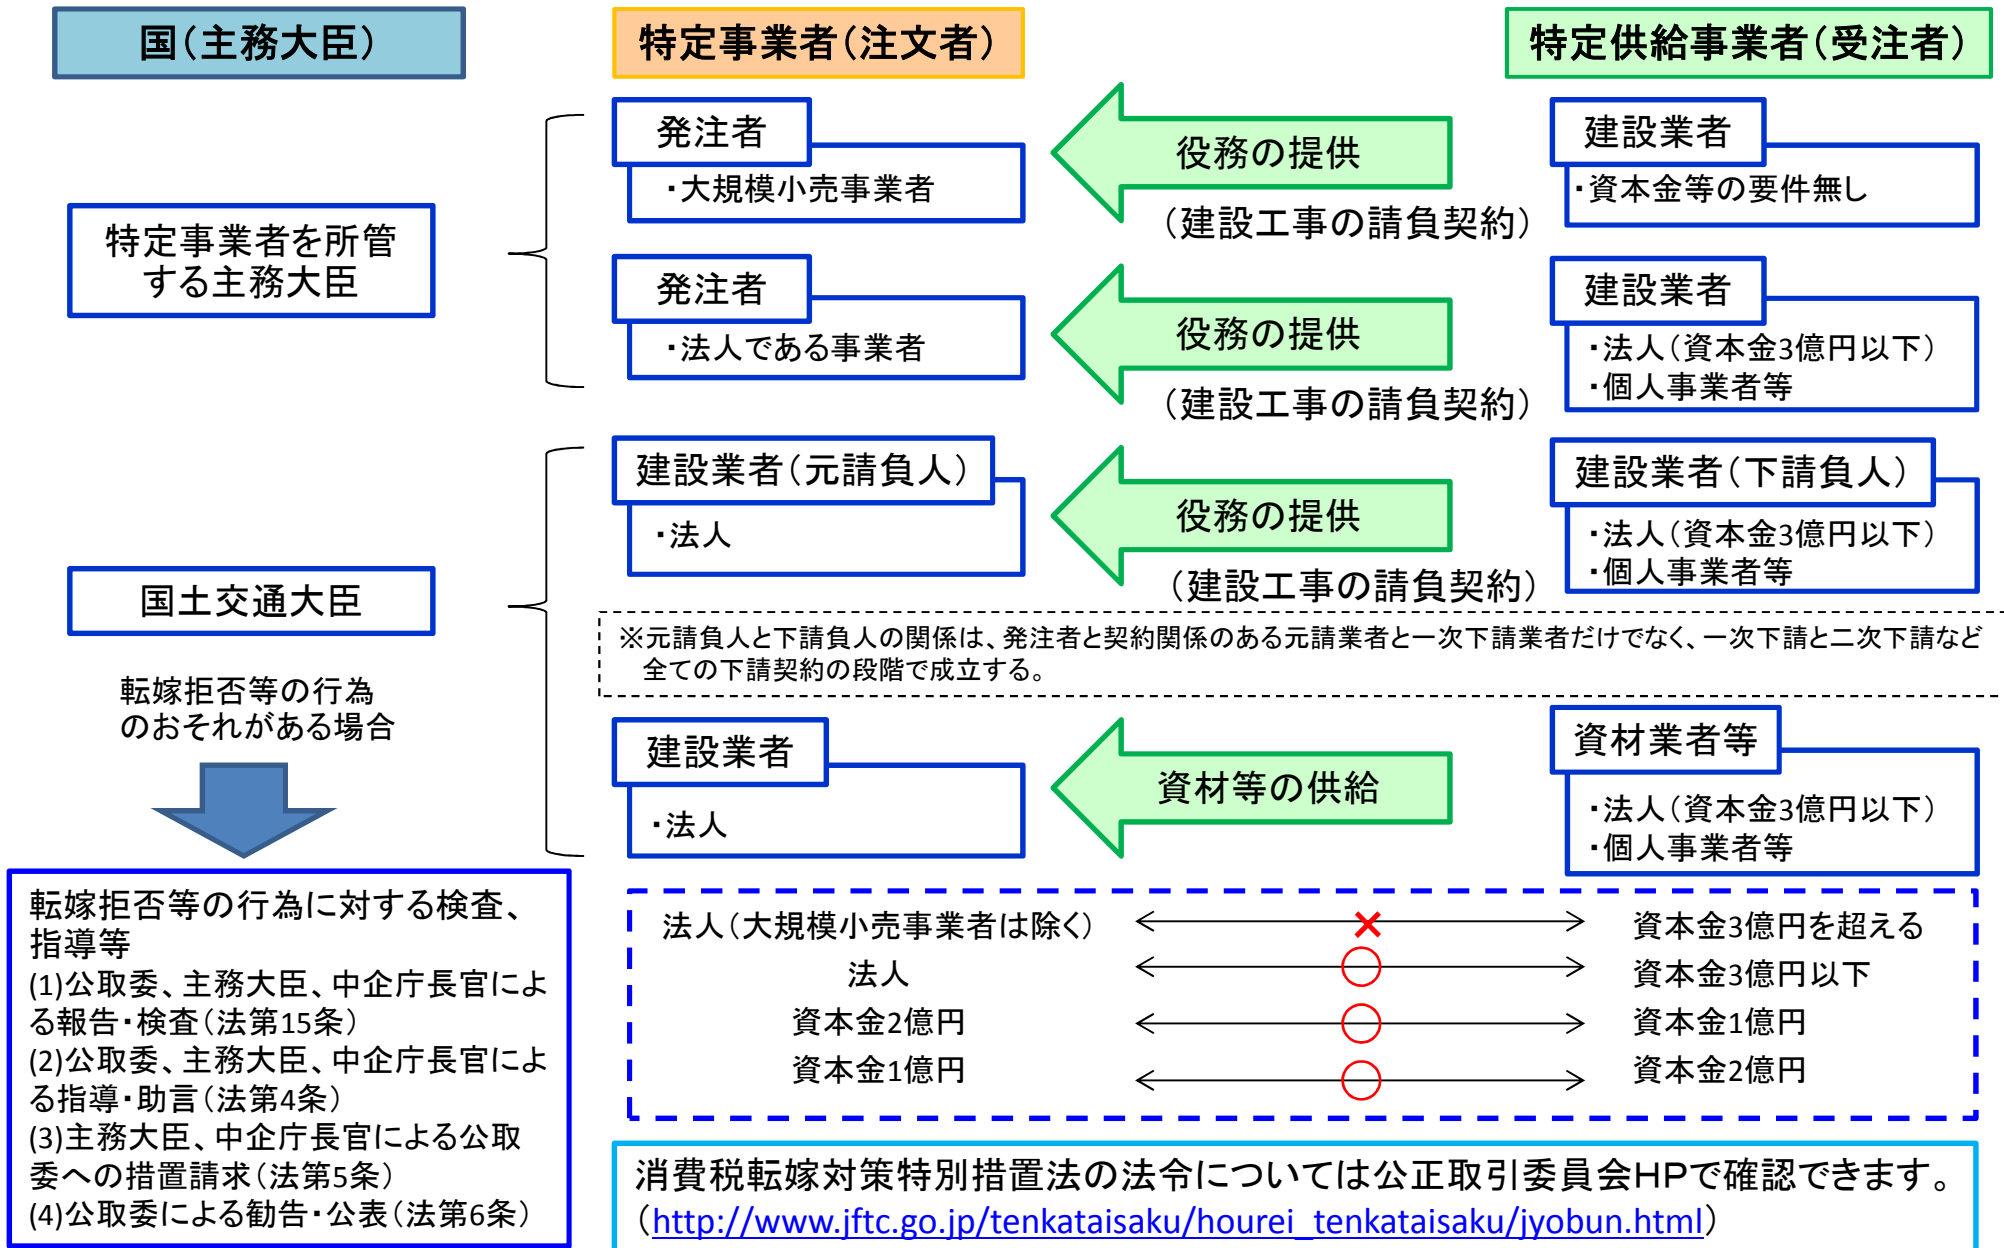 国（主務大臣）
特定事業者（注文者）
特定供給事業者（受注者）
特定事業者を所管
する主務大臣
発注者
・大規模小売事業者
役務の提供
（建設工事の請負契約）
建設業者
・資本金等の要件無し
発注者
・法人である事業者
役務の提供
（建設工事の請負契約）
建設業者
・法人（資本金3億円以下）
・個人事業者等
国土交通大臣
建設業者（元請負人）
・法人
役務の提供
（建設工事の請負契約）
建設業者（下請負人）
・法人（資本金3億円以下）
・個人事業者等
※元請負人と下請負人の関係は、発注者と契約関係のある元請業者と一次下請業者だけでなく、一次下請と二次下請など
全ての下請契約の段階で成立する。
建設業者
・法人
資材等の供給
資材業者等
・法人（資本金3億円以下）
・個人事業者等
転嫁拒否等の行為
のおそれがある場合
転嫁拒否等の行為に対する検査、
指導等
(1)公取委、主務大臣、中企庁長官によ
る報告・検査（法第15条）
(2)公取委、主務大臣、中企庁長官によ
る指導・助言（法第4条）
(3)主務大臣、中企庁長官による公取
委への措置請求（法第5条）
(4)公取委による勧告・公表（法第6条）
法人（大規模小売事業者は除く） × 資本金3億円を超える
法人 ○ 資本金3億円以下
資本金2億円 ○ 資本金1億円
資本金1億円 ○ 資本金2億円
消費税転嫁対策特別措置法の法令については公正取引委員会HPで確認できます。
（http://www.jftc.go.jp/tenkataisaku/hourei_tenkataisaku/jyobun.html）